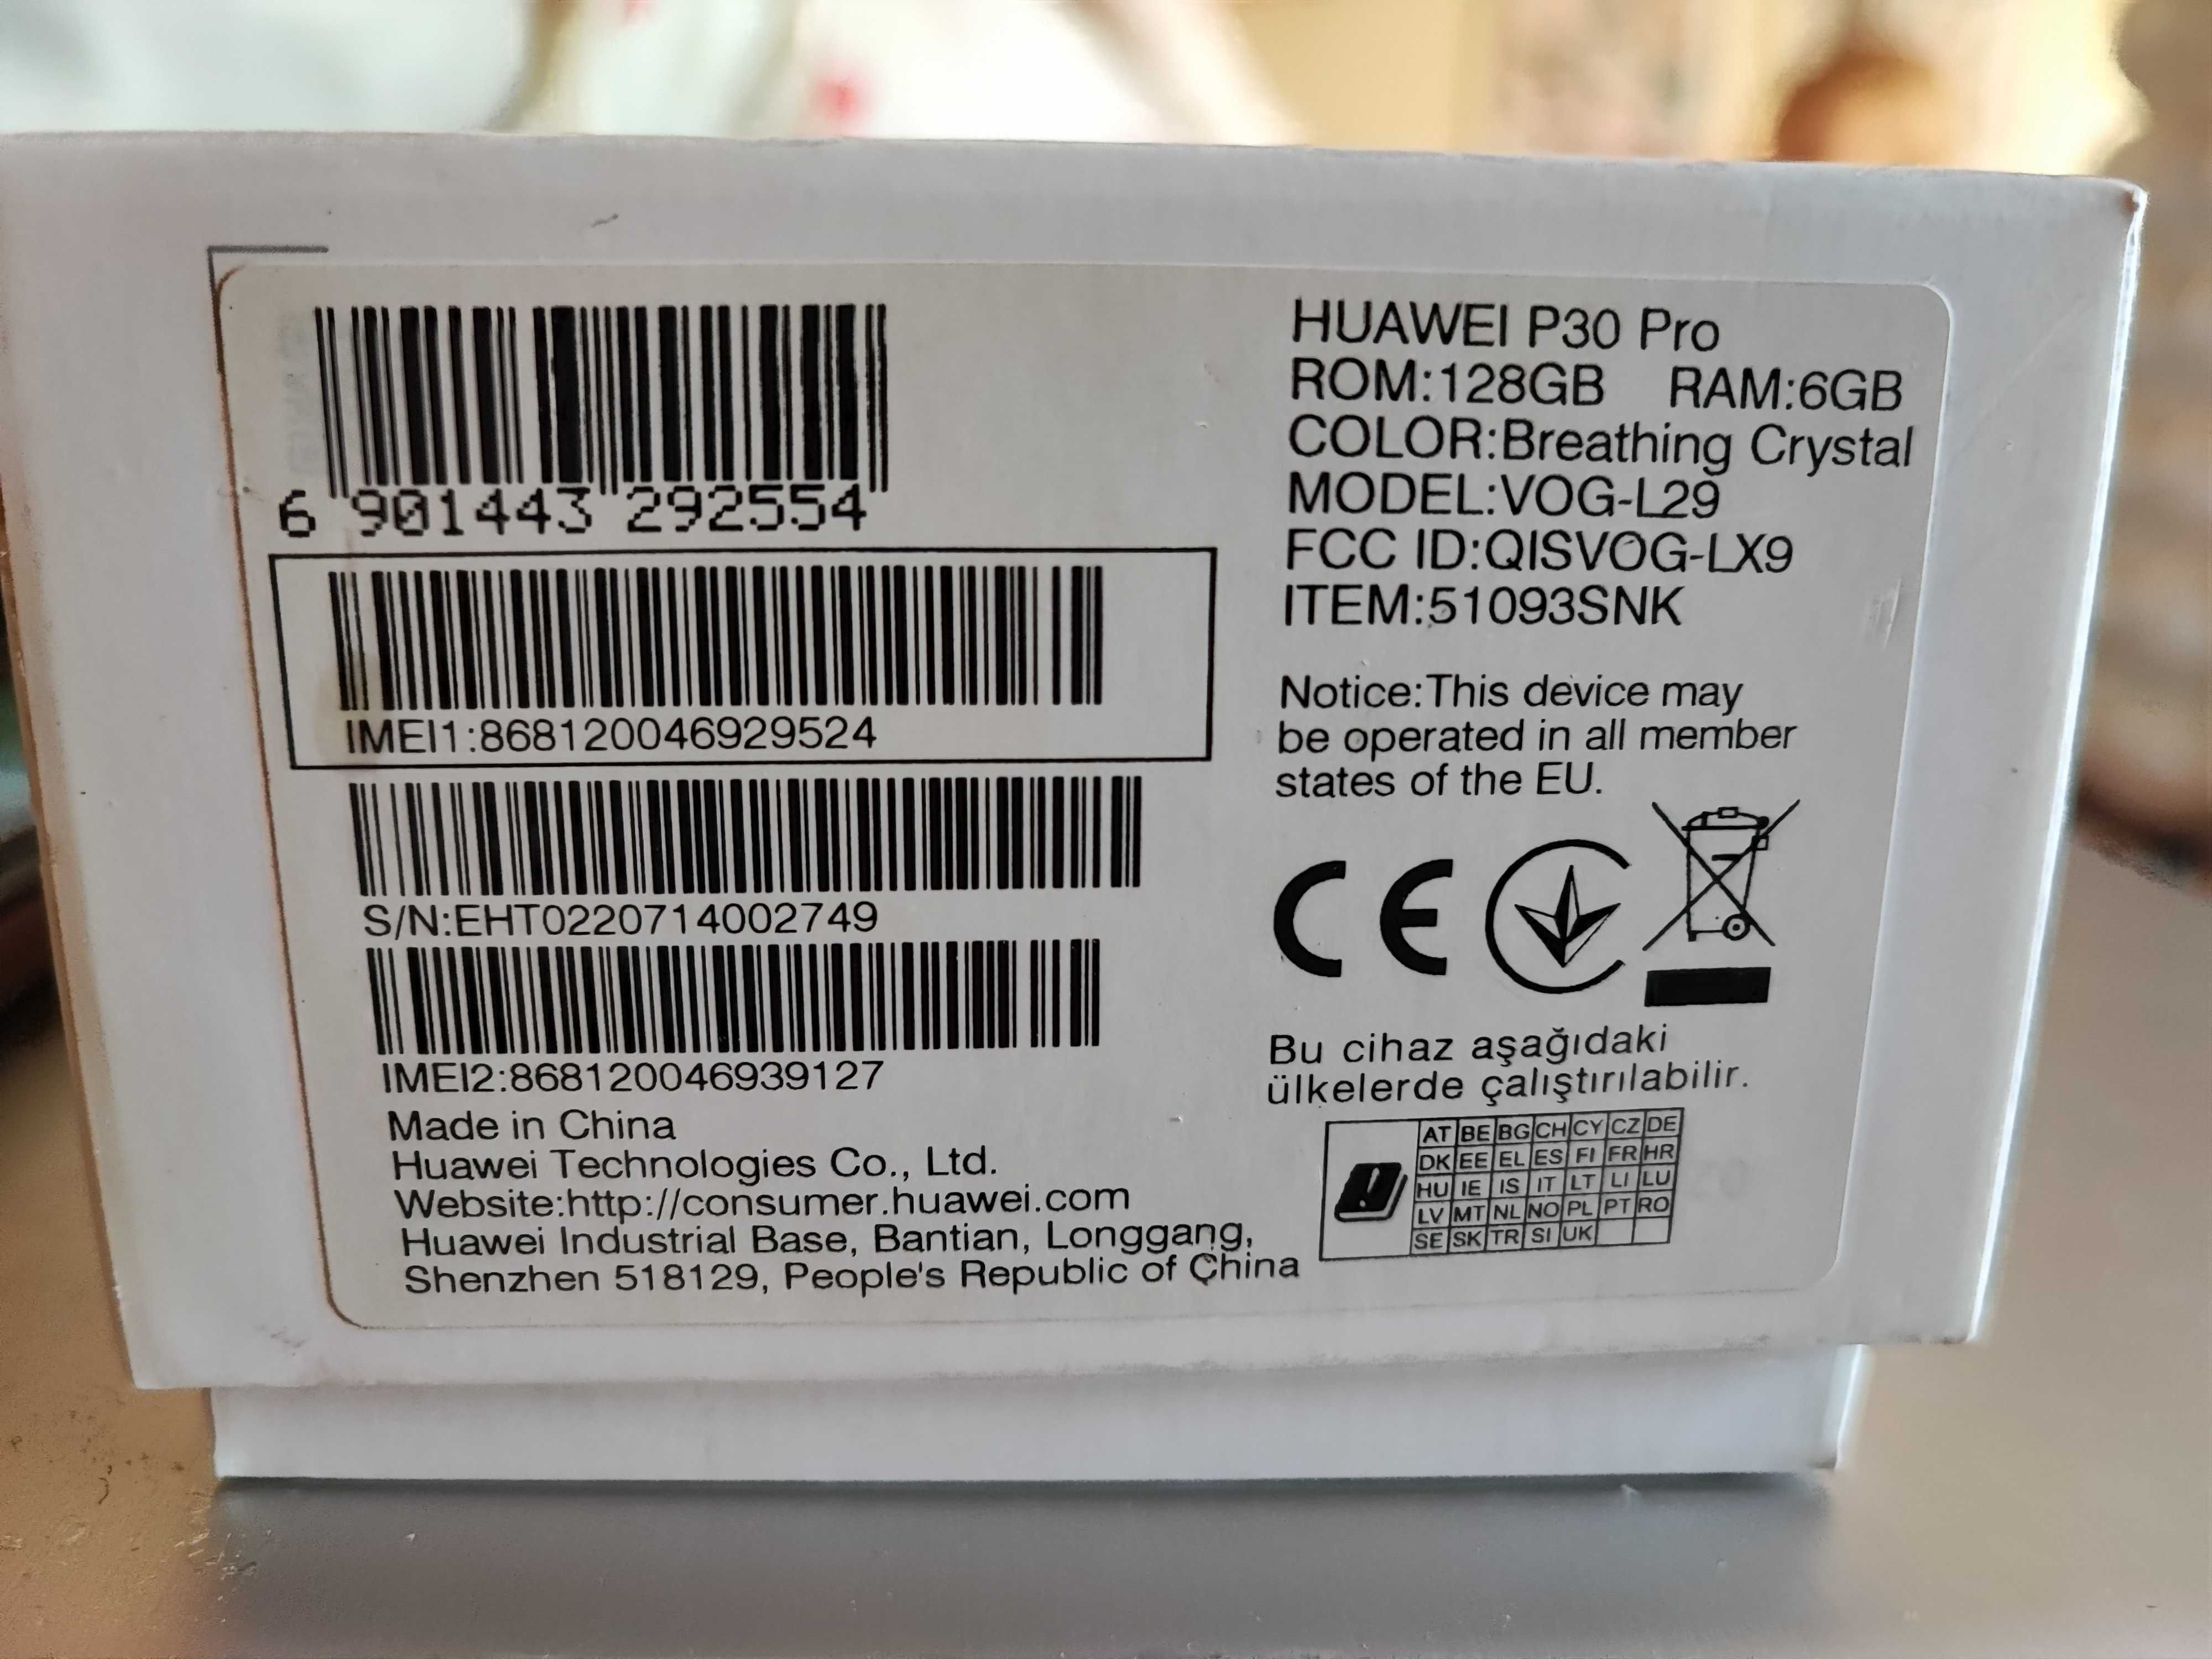 6 901443 292554
IMEI1:868120046929524
S/N:EHT0220714002749
IMEI2:868120046939127
Made in China
Huawei Technologies Co., Ltd.
Website:http://consumer.huawei.com
Huawei Industrial Base, Bantian, Longgang,
Shenzhen 518129, People's Republic of China
HUAWEI P30 Pro
ROM:128GB RAM:6GB
COLOR:Breathing Crystal
MODEL:VOG-L29
FCC ID:QISVOG-LX9
ITEM:51093SNK
Notice:This device may
be operated in all member
states of the EU.
CE
Bu cihaz aşağıdaki
ülkelerde çalıştırılabilir.
AT BE BG CH CY CZ DE
DK EE EL ES FI FR HR
HU IE IS IT LT LI LU
LV MT NL NO PL PT RO
SE SK TR SI UK